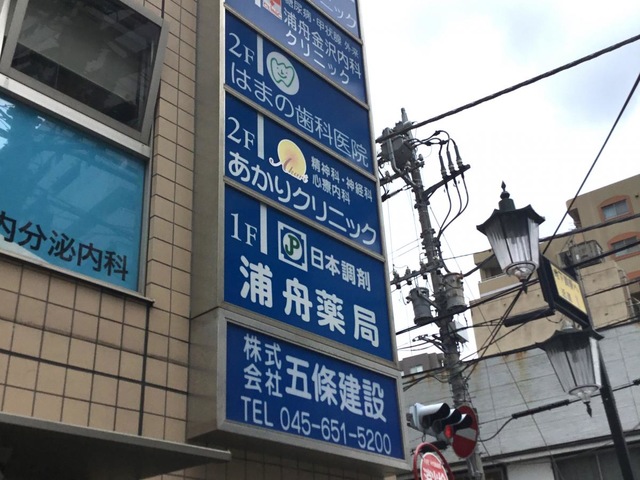 糖尿病・甲状腺 外来
浦舟金沢内科
クリニック
2F
はまの歯科医院
2F
精神科・神経科
心療内科
あかりクリニック
1F
日本調剤
浦舟薬局
株式会社 五條建設
TEL 045-651-5200
内分泌内科